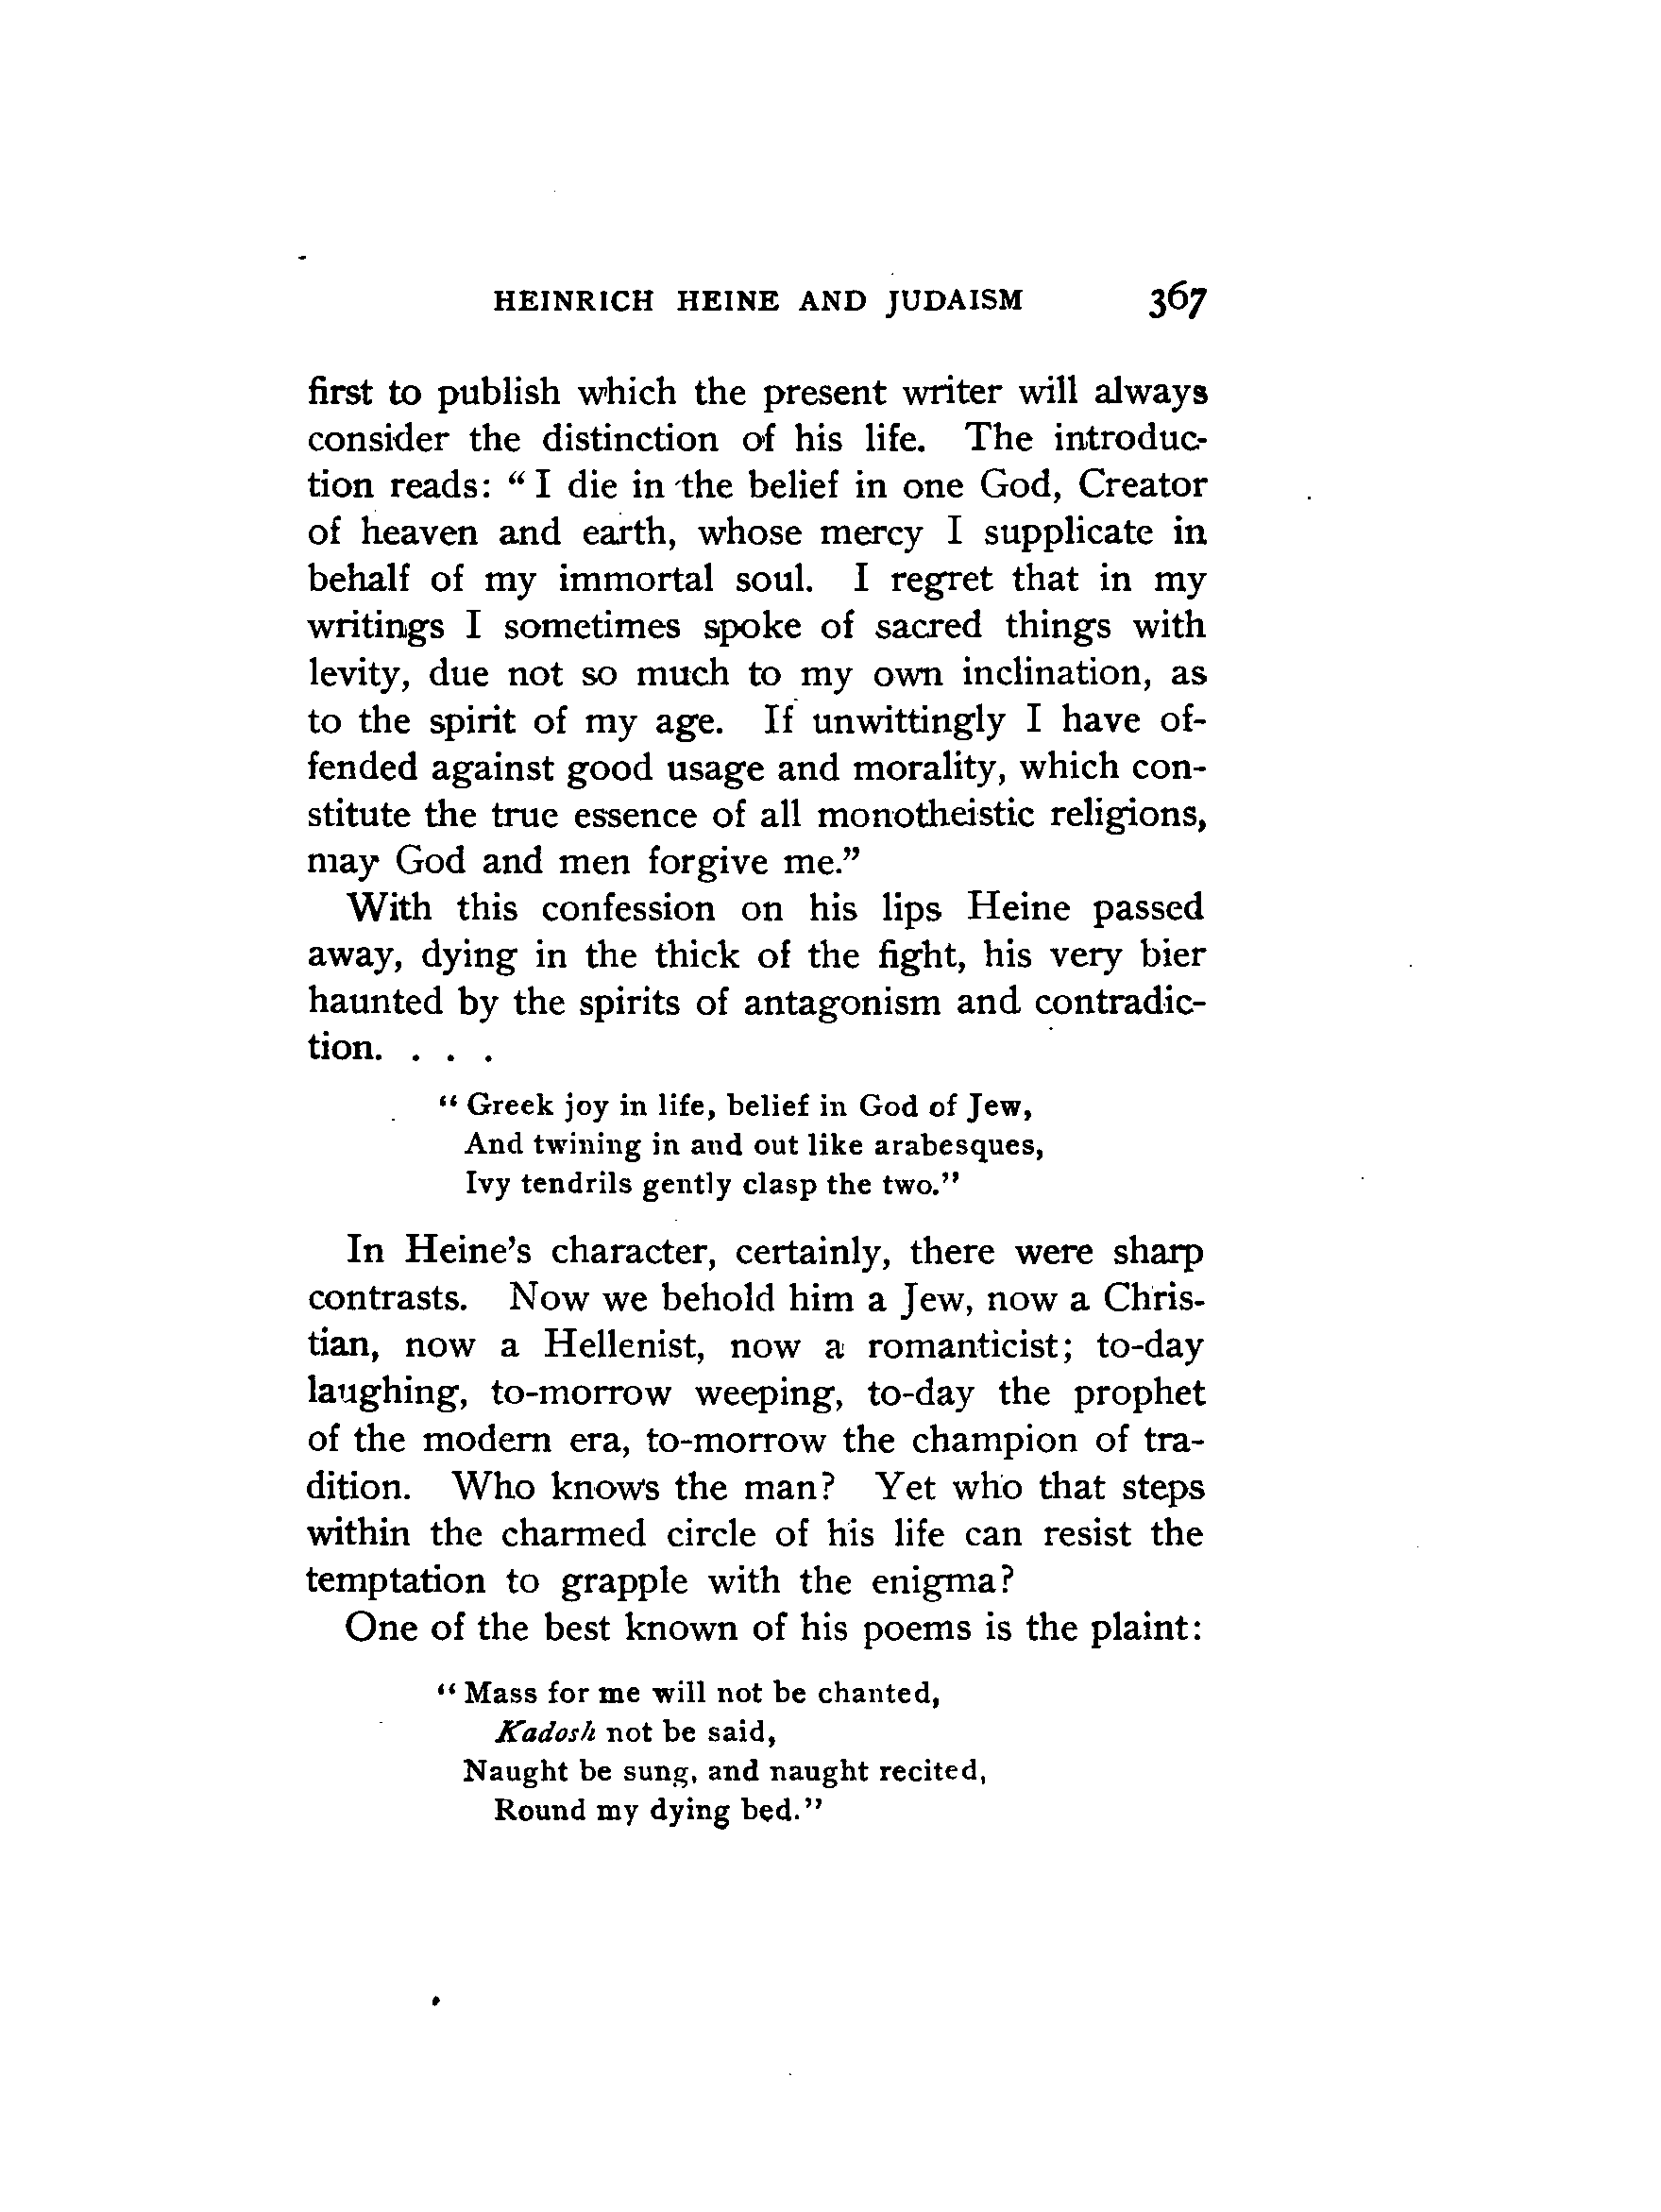 HEINRICH HEINE AND JUDAISM 367
first to publish which the present writer will always
consider the distinction of his life. The introduc-
tion reads: “ I die in the belief in one God, Creator
of heaven and earth, whose mercy I supplicate in
behalf of my immortal soul. I regret that in my
writings I sometimes spoke of sacred things with
levity, due not so much to my own inclination, as
to the spirit of my age. If unwittingly I have of-
fended against good usage and morality, which con-
stitute the true essence of all monotheistic religions,
may God and men forgive me.”
With this confession on his lips Heine passed
away, dying in the thick of the fight, his very bier
haunted by the spirits of antagonism and contradic-
tion. . . .
“ Greek joy in life, belief in God of Jew,
And twining in and out like arabesques,
Ivy tendrils gently clasp the two.”
In Heine’s character, certainly, there were sharp
contrasts. Now we behold him a Jew, now a Chris-
tian, now a Hellenist, now a romanticist; to-day
laughing, to-morrow weeping, to-day the prophet
of the modern era, to-morrow the champion of tra-
dition. Who knows the man? Yet who that steps
within the charmed circle of his life can resist the
temptation to grapple with the enigma?
One of the best known of his poems is the plaint:
“ Mass for me will not be chanted,
Kadosh not be said,
Naught be sung, and naught recited,
Round my dying bed.”